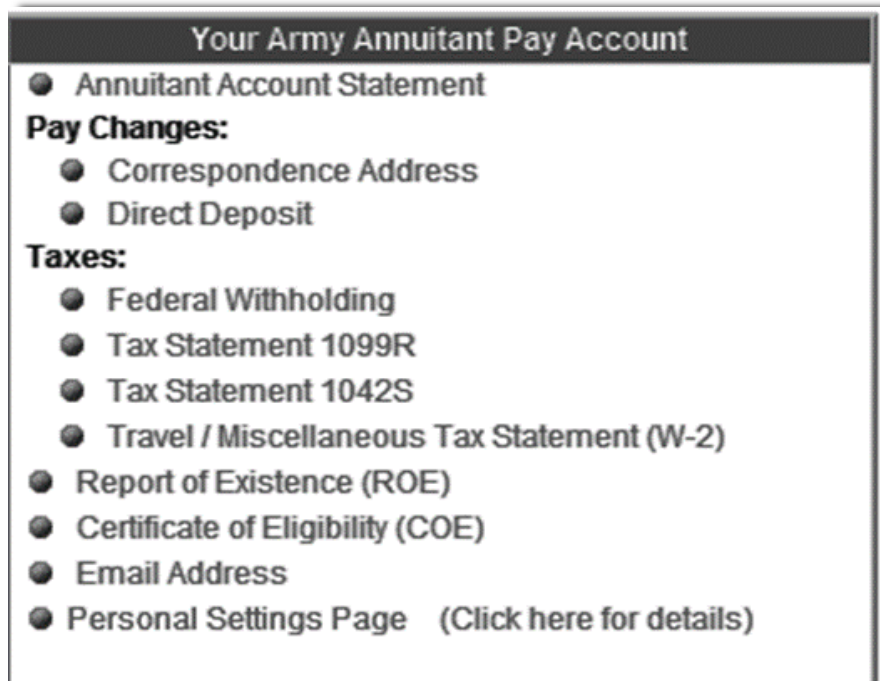 Your Army Annuitant Pay Account
Annuitant Account Statement
Pay Changes:
Correspondence Address
Direct Deposit
Taxes:
Federal Withholding
Tax Statement 1099R
Tax Statement 1042S
Travel / Miscellaneous Tax Statement (W-2)
Report of Existence (ROE)
Certificate of Eligibility (COE)
Email Address
Personal Settings Page (Click here for details)